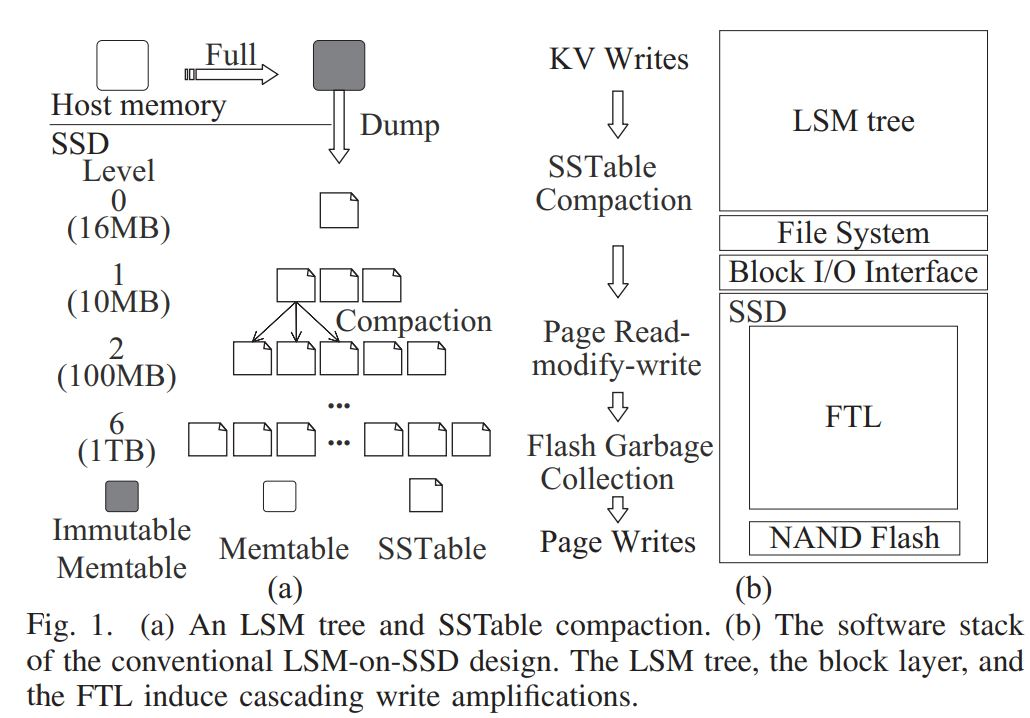 Full
Host memory
SSD
Dump
Level
0
(16MB)
1
(10MB)
Compaction
2
(100MB)
...
6
(1TB)
...
Immutable
Memtable
Memtable
SSTable
(a)
KV Writes
SSTable
Compaction
Page Read-
modify-write
Flash Garbage
Collection
Page Writes
LSM tree
File System
Block I/O Interface
SSD
FTL
NAND Flash
(b)
Fig. 1. (a) An LSM tree and SSTable compaction. (b) The software stack
of the conventional LSM-on-SSD design. The LSM tree, the block layer, and
the FTL induce cascading write amplifications.